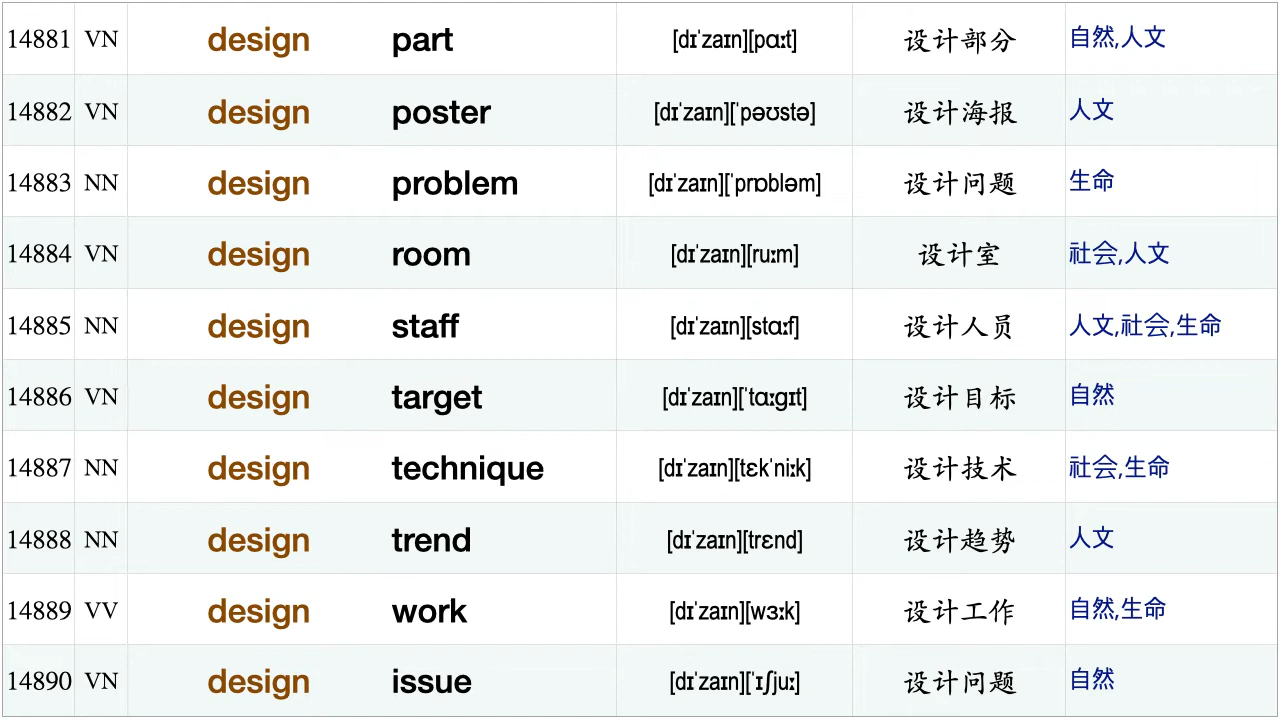 14881 VN design part [dɪˈzaɪn][pɑːt] 设计部分 自然,人文
14882 VN design poster [dɪˈzaɪn][ˈpəʊstə] 设计海报 人文
14883 NN design problem [dɪˈzaɪn][ˈprɒbləm] 设计问题 生命
14884 VN design room [dɪˈzaɪn][ruːm] 设计室 社会,人文
14885 NN design staff [dɪˈzaɪn][stɑːf] 设计人员 人文,社会,生命
14886 VN design target [dɪˈzaɪn][ˈtɑːgɪt] 设计目标 自然
14887 NN design technique [dɪˈzaɪn][tɛkˈniːk] 设计技术 社会,生命
14888 NN design trend [dɪˈzaɪn][trɛnd] 设计趋势 人文
14889 VV design work [dɪˈzaɪn][wɜːk] 设计工作 自然,生命
14890 VN design issue [dɪˈzaɪn][ˈɪʃjuː] 设计问题 自然